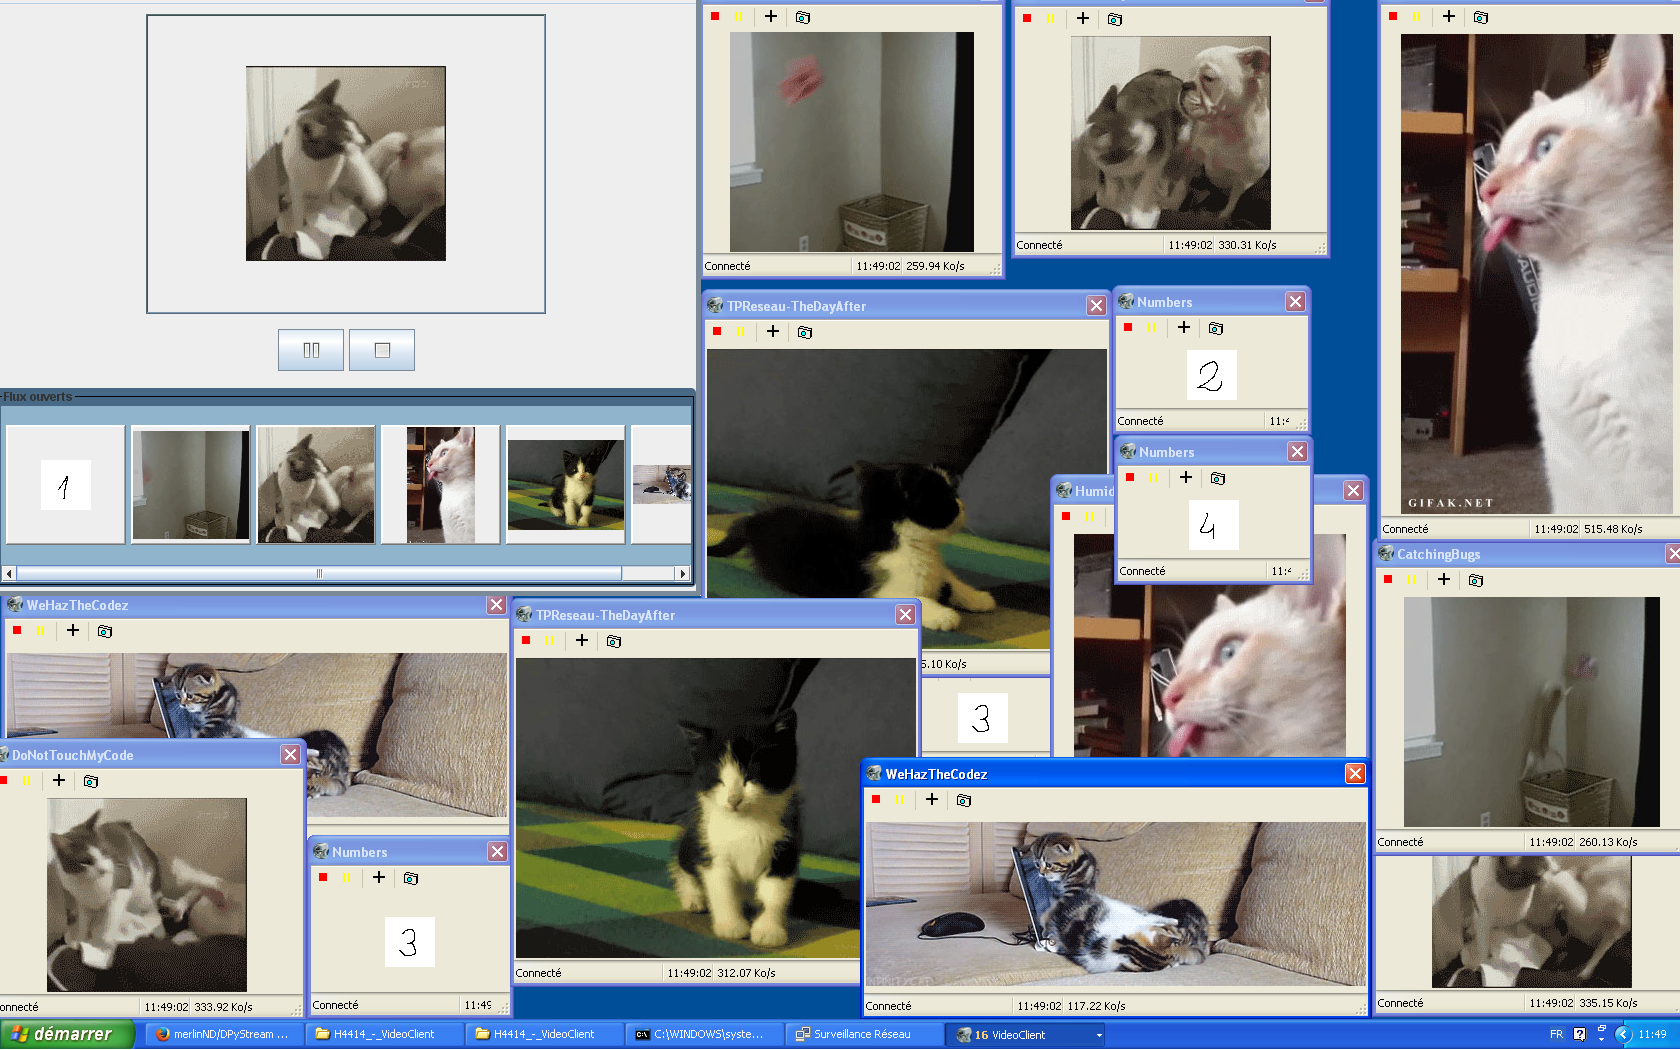 Connecté 11:49:02 259.94 Ko/s
Connecté 11:49:02 330.31 Ko/s
GIFAK.NET
Connecté 11:49:02 515.48 Ko/s
TPReseau-TheDayAfter
Numbers
2
Connecté
Flux ouverts
1
Numbers
4
Connecté
Humid
CatchingBugs
Connecté 11:49:02 260.13 Ko/s
WeHazTheCodez
TPReseau-TheDayAfter
5.10 Ko/s
3
DoNotTouchMyCode
WeHazTheCodez
Numbers
3
Connecté 11:49:02 312.07 Ko/s
onnecté 11:49:02 333.92 Ko/s
Connecté 11:49
Connecté 11:49:02 117.22 Ko/s
Connecté 11:49:02 335.15 Ko/s
démarrer
merlinND/DPyStream ...
H4414_-_VideoClient
H4414_-_VideoClient
C:\WINDOWS\syste...
Surveillance Réseau
16 VideoClient
FR
11:49